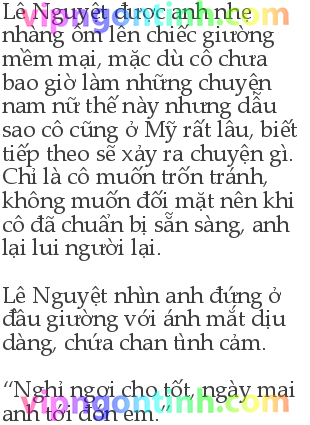 Lê Nguyệt được anh nhẹ
nhàng ôm lên chiếc giường
mềm mại, mặc dù cô chưa
bao giờ làm những chuyện
nam nữ thế này nhưng dẫu
sao cô cũng ở Mỹ rất lâu, biết
tiếp theo sẽ xảy ra chuyện gì.
Chỉ là cô muốn trốn tránh,
không muốn đối mặt nên khi
cô đã chuẩn bị sẵn sàng, anh
lại lui người lại.
Lê Nguyệt nhìn anh đứng ở
đầu giường với ánh mắt dịu
dàng, chứa chan tình cảm.
“Nghỉ ngơi cho tốt, ngày mai
anh tới đón em.”
vipngontinh.com
vipngontinh.com